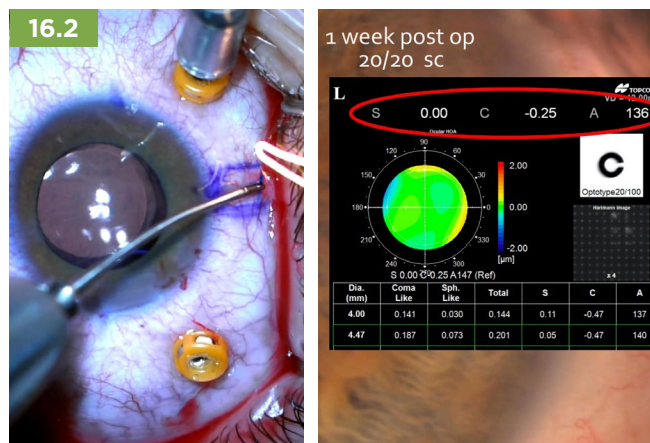 16.2
1 week post op
20/20 sc
L
TOPCO
S 0.00 C -0.25 A 136
Ocular HOA
120 90 60
150 30
180 0
210 330
240 300
2.00
0.00
-2.00
[μm]
Optotype20/100
Hartmann Image
x 4
S 0.00 C-0.25 A147 (Ref)
Dia. (mm) Coma Like Sph. Like Total S C A
4.00 0.141 0.030 0.144 0.11 -0.47 137
4.47 0.187 0.073 0.201 0.05 -0.47 140